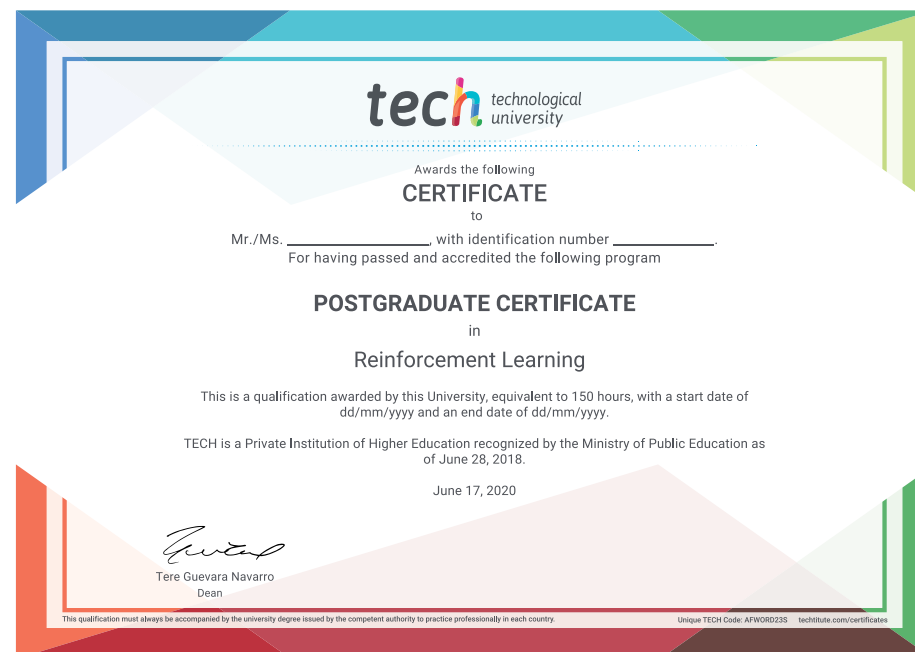 tech technological
university
Awards the following
CERTIFICATE
to
Mr./Ms. ____________________, with identification number ______________.
For having passed and accredited the following program
POSTGRADUATE CERTIFICATE
in
Reinforcement Learning
This is a qualification awarded by this University, equivalent to 150 hours, with a start date of
dd/mm/yyyy and an end date of dd/mm/yyyy.
TECH is a Private Institution of Higher Education recognized by the Ministry of Public Education as
of June 28, 2018.
June 17, 2020
Tere Guevara Navarro
Dean
This qualification must always be accompanied by the university degree issued by the competent authority to practice professionally in each country.
Unique TECH Code: AFWORD23S techtitute.com/certificates